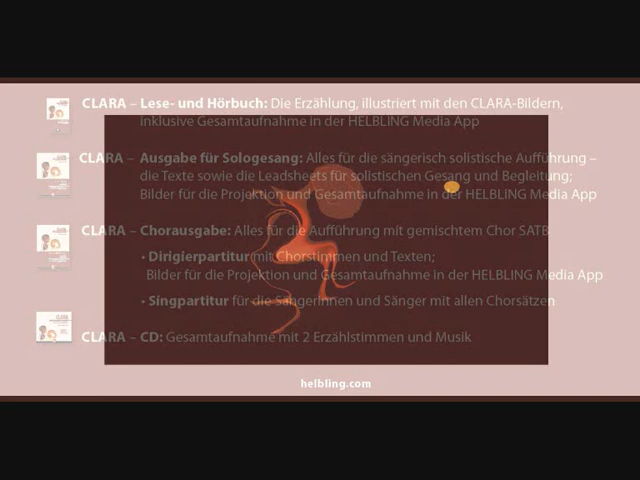 CLARA – Lese- und Hörbuch: Die Erzählung, illustriert mit den CLARA-Bildern,
inklusive Gesamtaufnahme in der HELBLING Media App
CLARA – Ausgabe für Sologesang: Alles für die sängerisch solistische Aufführung –
die Texte sowie die Leadsheets für solistischen Gesang und Begleitung;
Bilder für die Projektion und Gesamtaufnahme in der HELBLING Media App
CLARA – Chorausgabe: Alles für die Aufführung mit gemischtem Chor SATB
• Dirigierpartitur mit Chorstimmen und Texten;
Bilder für die Projektion und Gesamtaufnahme in der HELBLING Media App
• Singpartitur für die Sängerinnen und Sänger mit allen Chorsätzen
CLARA – CD: Gesamtaufnahme mit 2 Erzählstimmen und Musik
helbling.com